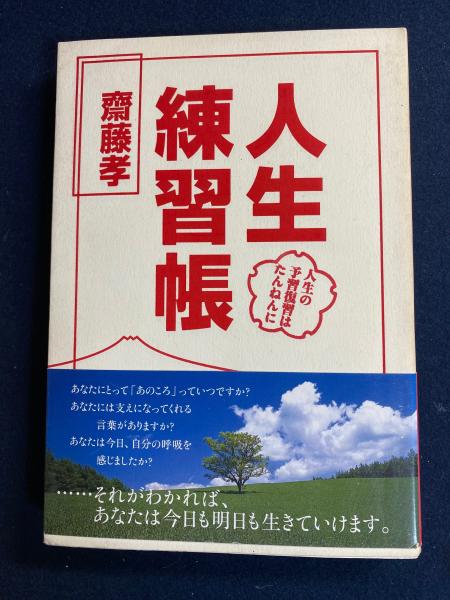 人生
練習帳
齋藤孝
人生の
予習復習は
たんねんに
あなたにとって「あのころ」っていつですか?
あなたには支えになってくれる
言葉がありますか?
あなたは今日、自分の呼吸を
感じましたか?
……それがわかれば、
あなたは今日も明日も生きていけます。